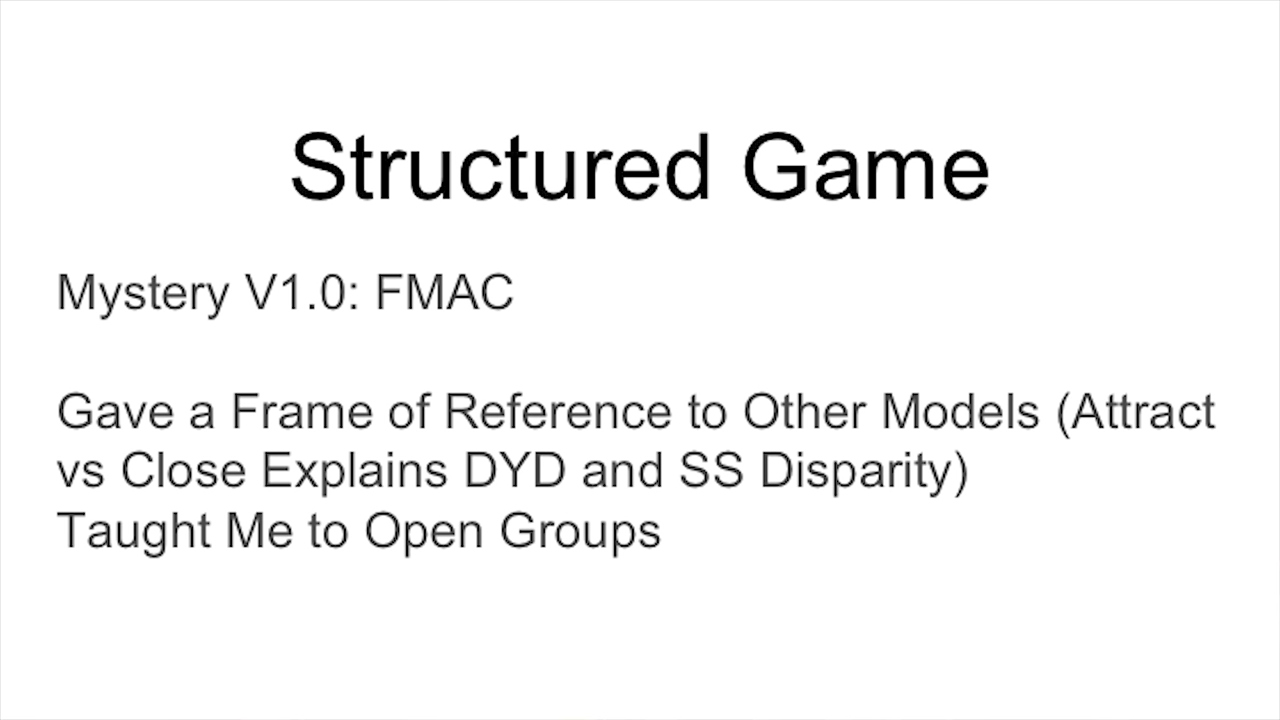 Structured Game
Mystery V1.0: FMAC
Gave a Frame of Reference to Other Models (Attract
vs Close Explains DYD and SS Disparity)
Taught Me to Open Groups